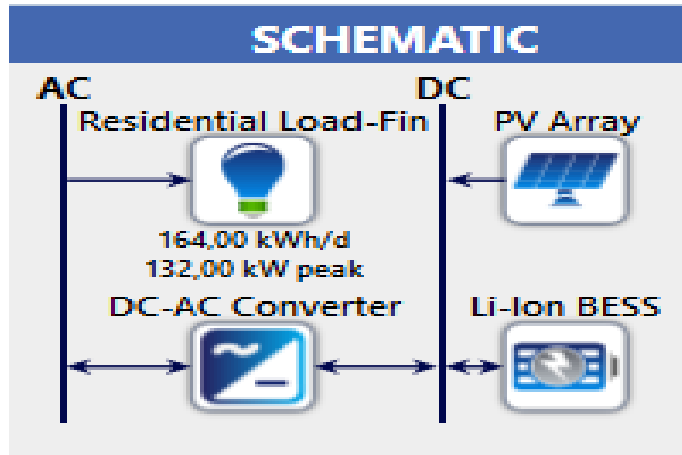 SCHEMATIC
AC
DC
Residential Load-Fin
PV Array
164,00 kWh/d
132,00 kW peak
DC-AC Converter
Li-Ion BESS